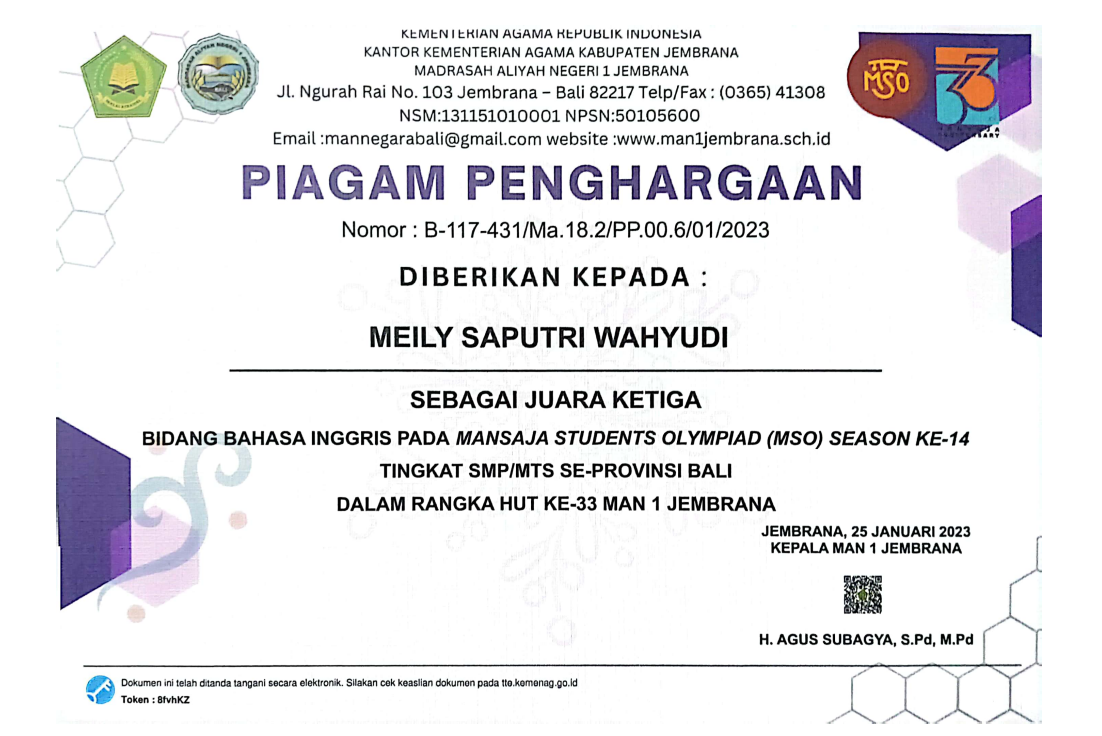 KEMENTERIAN AGAMA REPUBLIK INDONESIA
KANTOR KEMENTERIAN AGAMA KABUPATEN JEMBRANA
MADRASAH ALIYAH NEGERI 1 JEMBRANA
Jl. Ngurah Rai No. 103 Jembrana – Bali 82217 Telp/Fax : (0365) 41308
NSM:131151010001 NPSN:50105600
Email :mannegarabali@gmail.com website :www.man1jembrana.sch.id
MSO
33
PIAGAM PENGHARGAAN
Nomor : B-117-431/Ma.18.2/PP.00.6/01/2023
DIBERIKAN KEPADA :
MEILY SAPUTRI WAHYUDI
SEBAGAI JUARA KETIGA
BIDANG BAHASA INGGRIS PADA MANSAJA STUDENTS OLYMPIAD (MSO) SEASON KE-14
TINGKAT SMP/MTS SE-PROVINSI BALI
DALAM RANGKA HUT KE-33 MAN 1 JEMBRANA
JEMBRANA, 25 JANUARI 2023
KEPALA MAN 1 JEMBRANA
H. AGUS SUBAGYA, S.Pd, M.Pd
Dokumen ini telah ditanda tangani secara elektronik. Silakan cek keaslian dokumen pada tte.kemenag.go.id
Token : 8fvhKZ